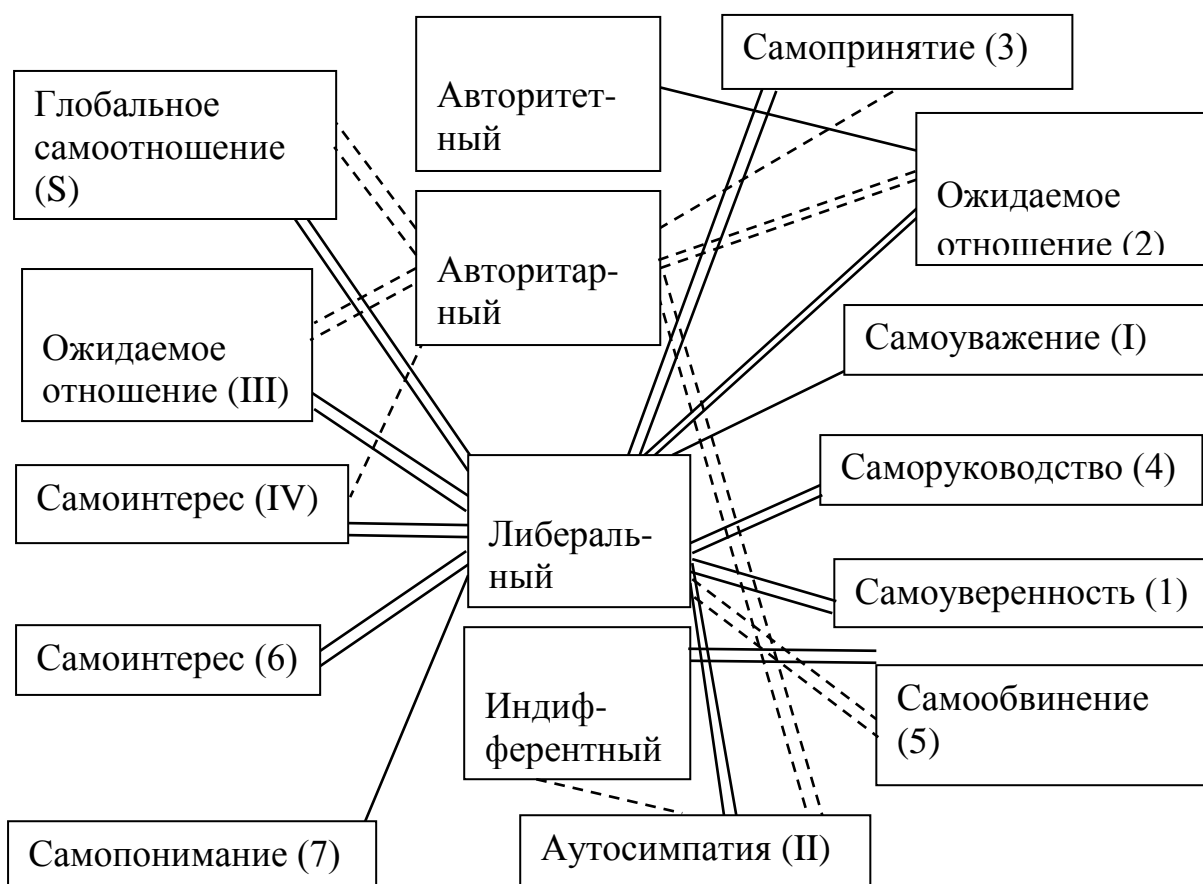 Самопринятие (3)
Глобальное
самоотношение
(S)
Авторитет-
ный
Ожидаемое
отношение (2)
Авторитар-
ный
Ожидаемое
отношение (III)
Самоуважение (I)
Самоинтерес (IV)
Саморуководство (4)
Либераль-
ный
Самоуверенность (1)
Самоинтерес (6)
Индиф-
ферентный
Самообвинение
(5)
Самопонимание (7)
Аутосимпатия (II)